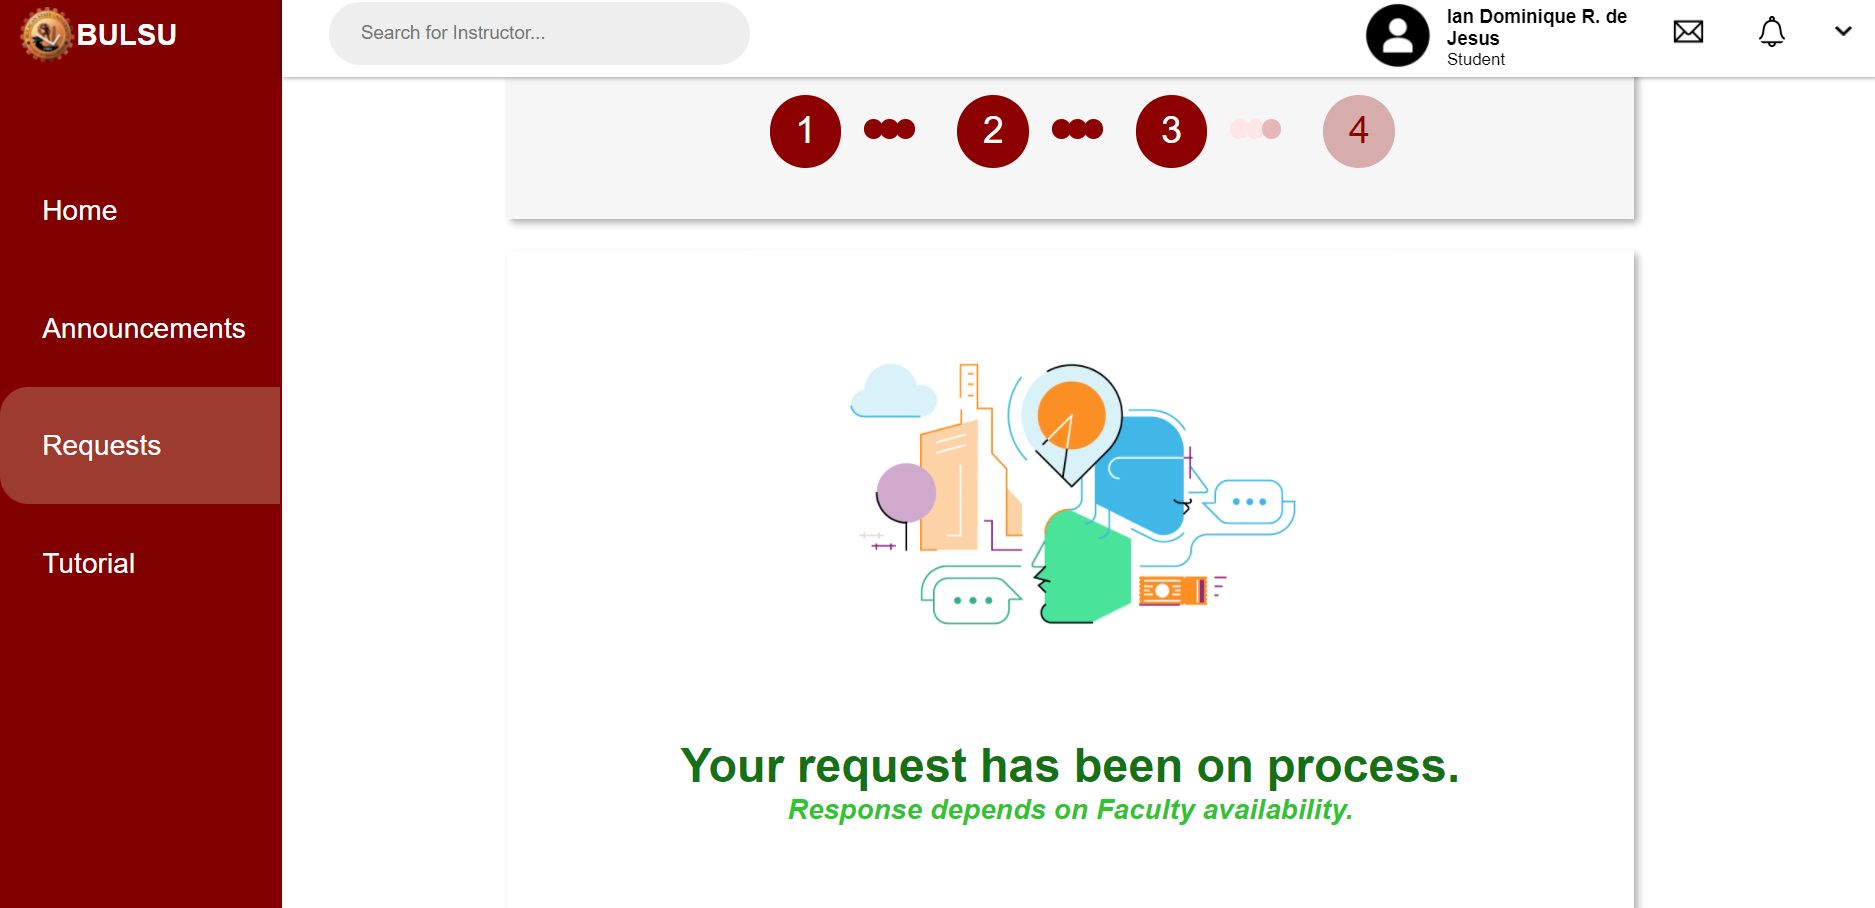 BULSU
Search for Instructor...
Ian Dominique R. de
Jesus
Student
Home
Announcements
Requests
Tutorial
1 2 3 4
Your request has been on process.
Response depends on Faculty availability.